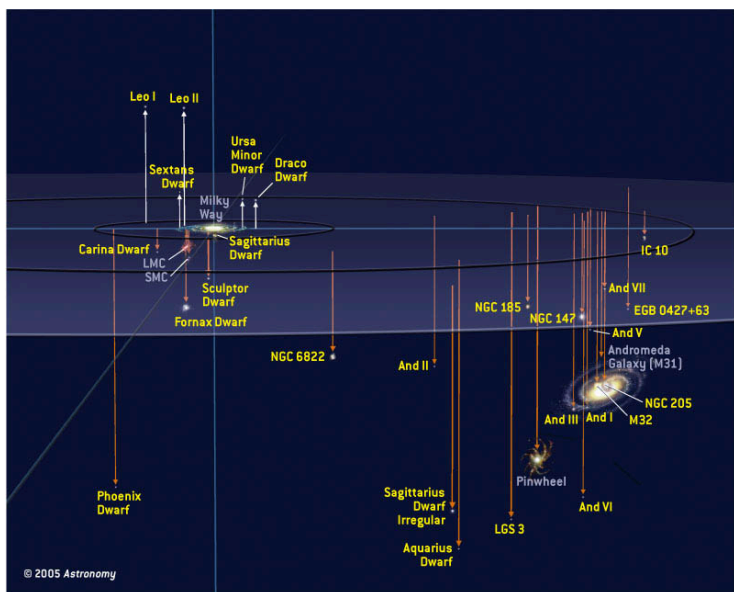 Leo I
Leo II
Ursa
Minor
Dwarf
Draco
Dwarf
Sextans
Dwarf
Milky
Way
Carina Dwarf
LMC
SMC
Sagittarius
Dwarf
Sculptor
Dwarf
Fornax Dwarf
IC 10
And VII
EGB 0427+63
NGC 185
NGC 147
And V
NGC 6822
And II
Andromeda
Galaxy (M31)
NGC 205
M32
And I
And III
Pinwheel
Phoenix
Dwarf
Sagittarius
Dwarf
Irregular
And VI
LGS 3
Aquarius
Dwarf
© 2005 Astronomy